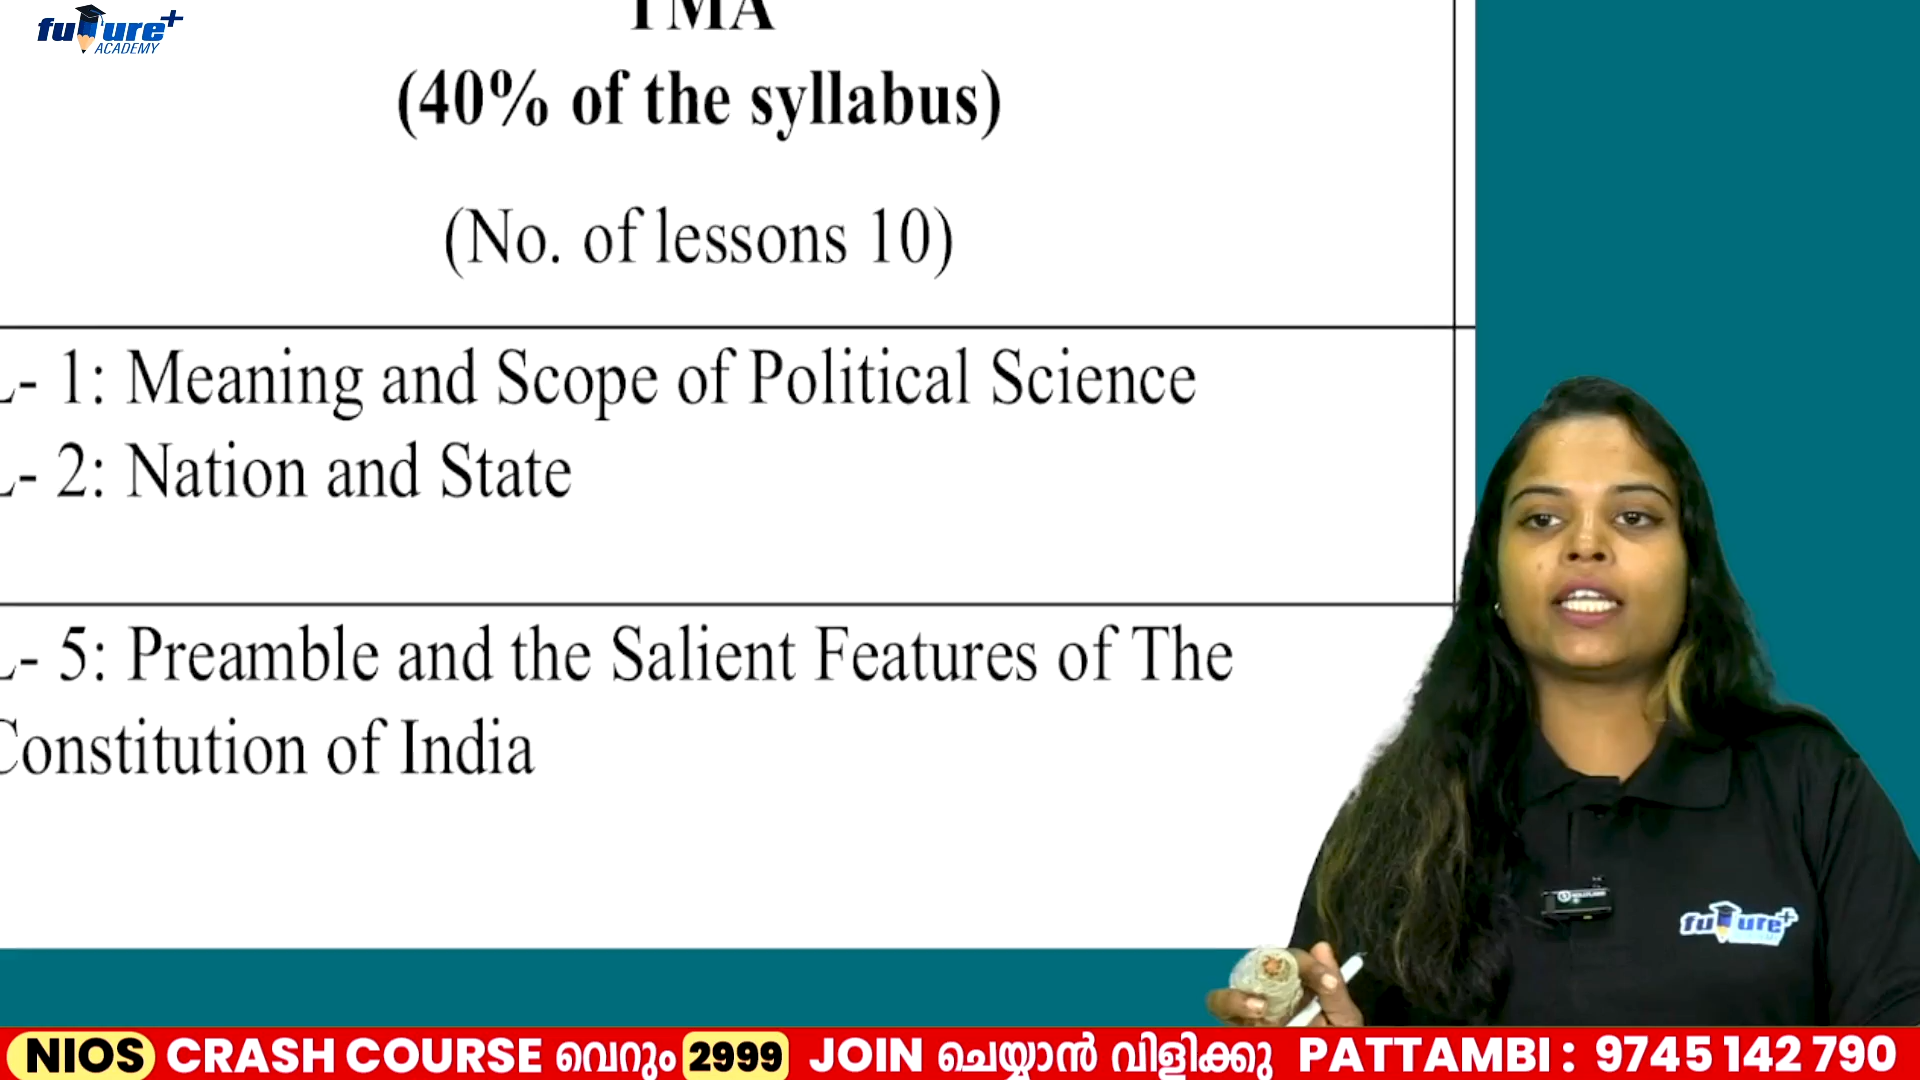 future+
ACADEMY
TMA
(40% of the syllabus)
(No. of lessons 10)
L- 1: Meaning and Scope of Political Science
L- 2: Nation and State
L- 5: Preamble and the Salient Features of The
Constitution of India
future+
NIOS CRASH COURSE വെറും 2999 JOIN ചെയ്യാൻ വിളിക്കു PATTAMBI : 9745 142 790